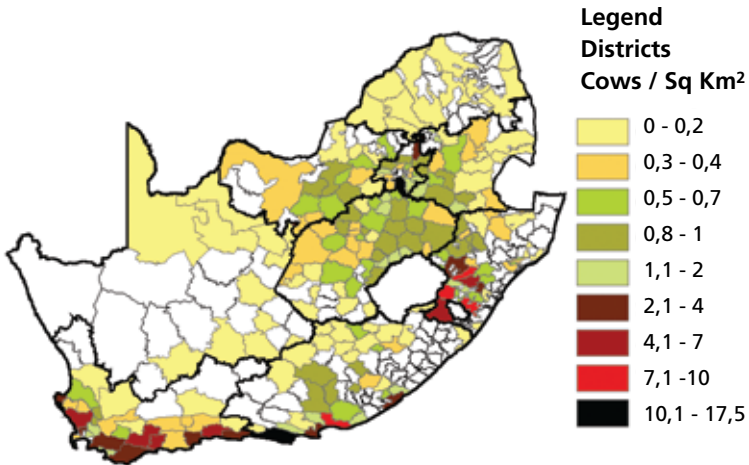 Legend
Districts
Cows / Sq Km²
0 - 0,2
0,3 - 0,4
0,5 - 0,7
0,8 - 1
1,1 - 2
2,1 - 4
4,1 - 7
7,1 -10
10,1 - 17,5